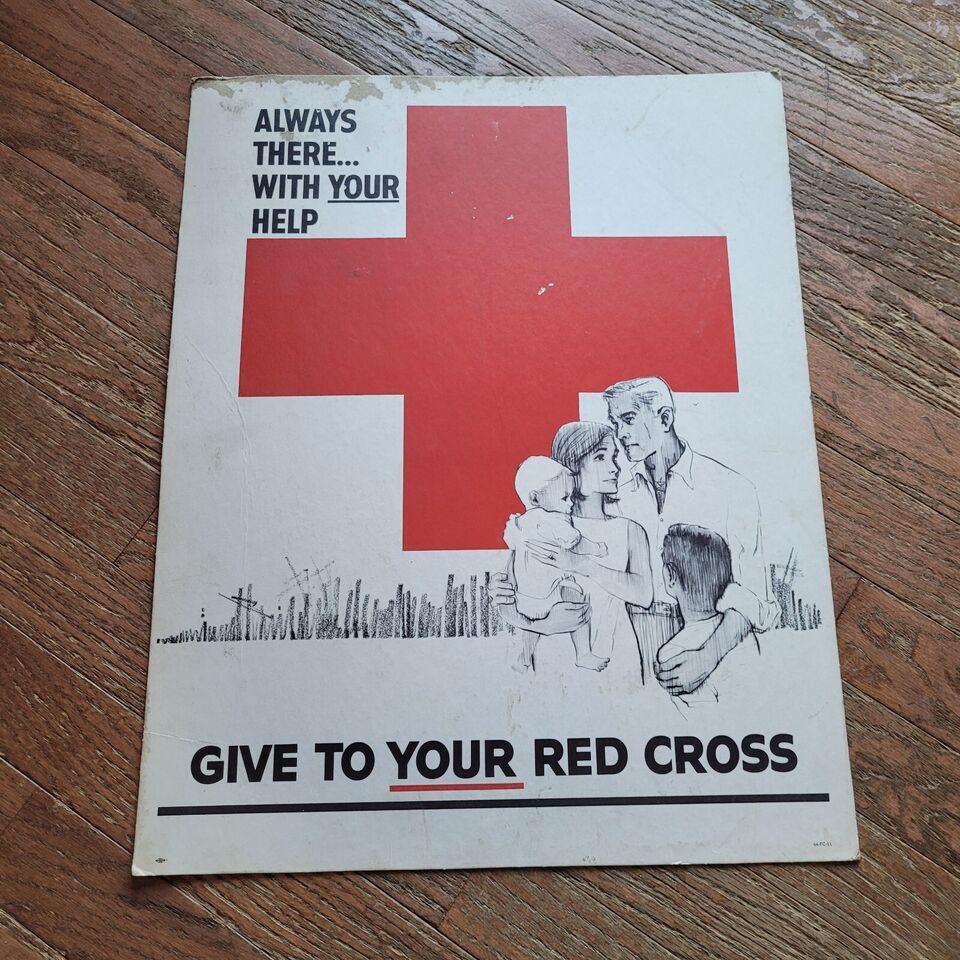 ALWAYS
THERE...
WITH YOUR
HELP
GIVE TO YOUR RED CROSS